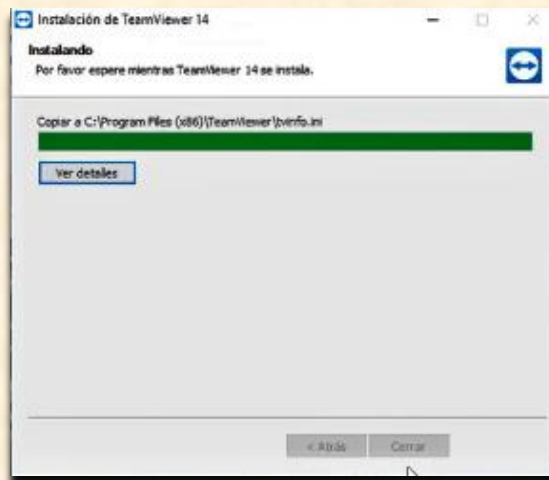 Instalación de TeamViewer 14
Instalando
Por favor espere mientras TeamViewer 14 se instala.
Copiar a C:\Program Files (x86)\TeamViewer\tvinfo.ini
Ver detalles
< Atrás
Cerrar